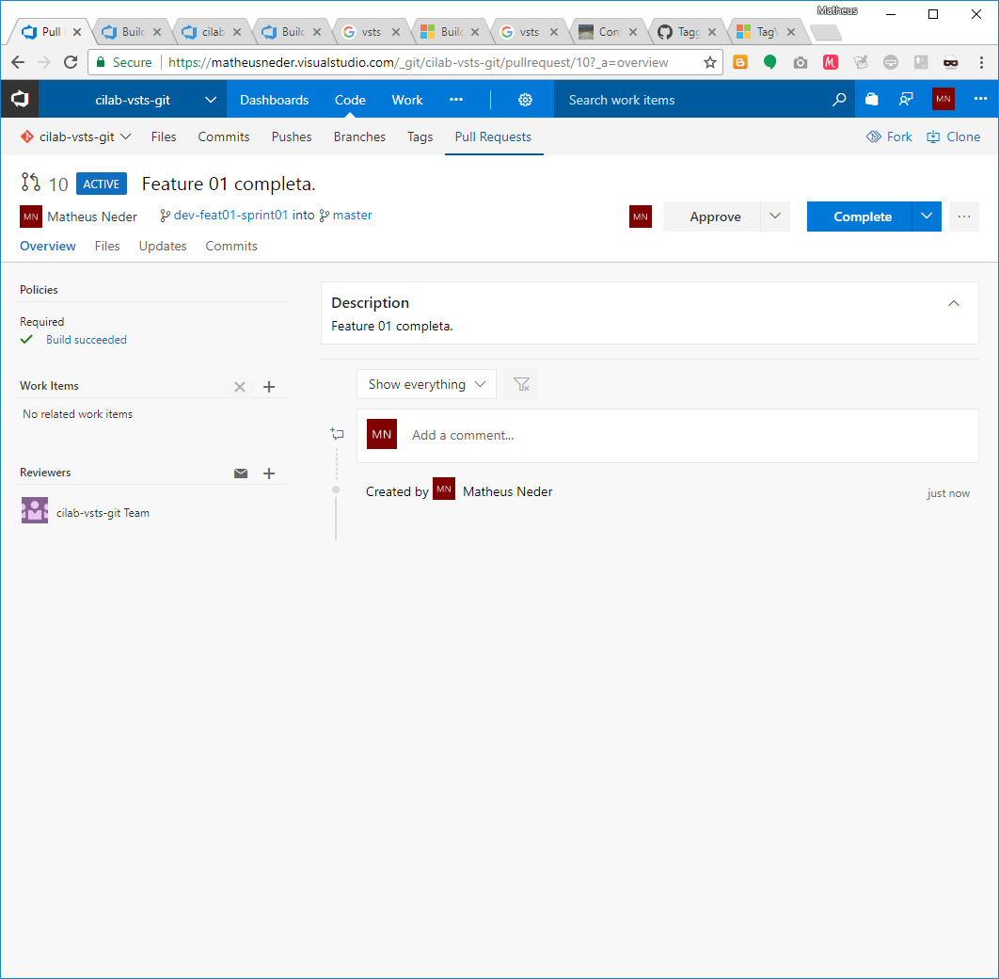 Matheus
Pull
Build
cilab
Build
vsts
Build
vsts
Con
Tagg
Tag
Secure https://matheusneder.visualstudio.com/_git/cilab-vsts-git/pullrequest/10?_a=overview
cilab-vsts-git Dashboards Code Work ... Search work items MN ...
cilab-vsts-git Files Commits Pushes Branches Tags Pull Requests Fork Clone
10 ACTIVE Feature 01 completa.
MN Matheus Neder dev-feat01-sprint01 into master MN Approve Complete ...
Overview Files Updates Commits
Policies
Required
Build succeeded
Work Items
No related work items
Reviewers
cilab-vsts-git Team
Description
Feature 01 completa.
Show everything
MN Add a comment...
Created by MN Matheus Neder just now